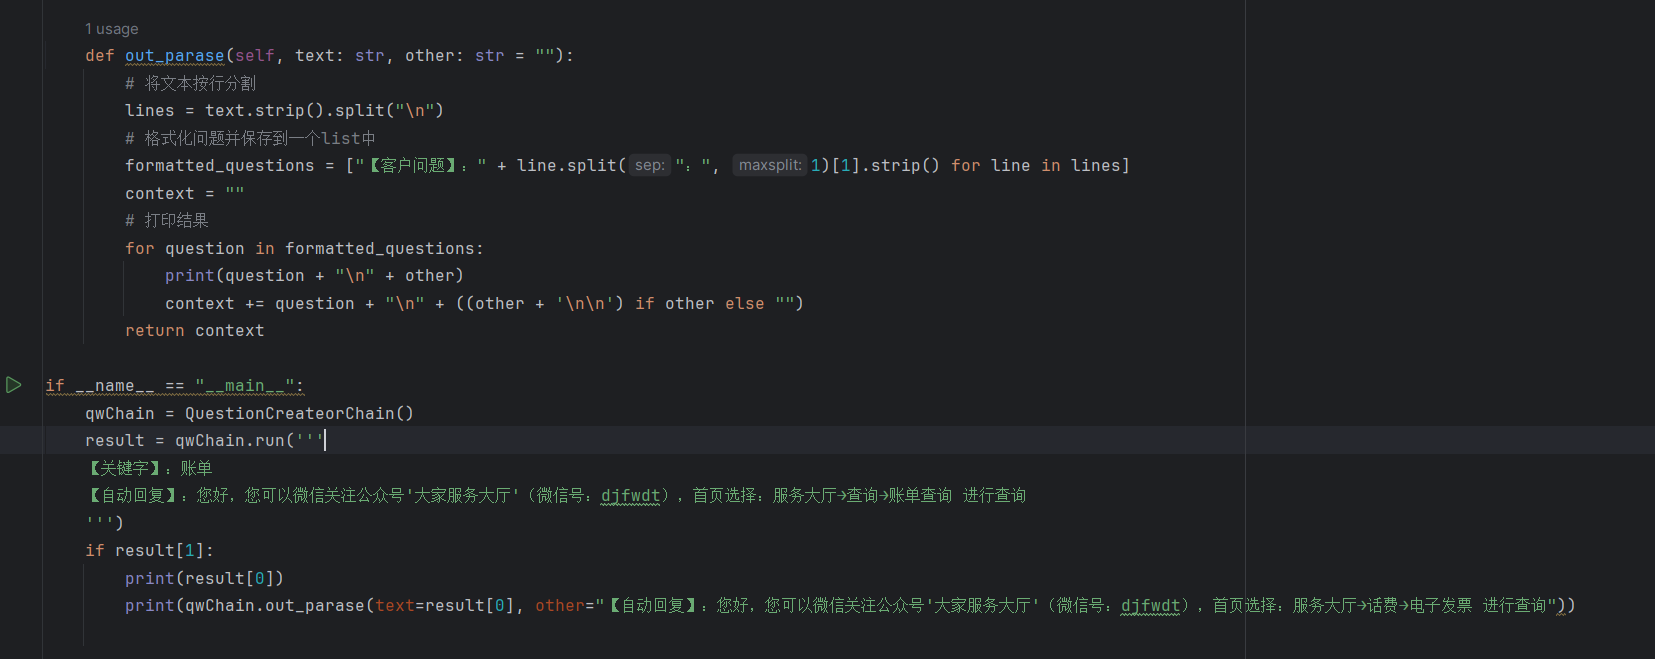 1 usage
def out_parase(self, text: str, other: str = ""):
# 将文本按行分割
lines = text.strip().split("\n")
# 格式化问题并保存到一个list中
formatted_questions = ["【客户问题】：" + line.split( sep: "：", maxsplit: 1)[1].strip() for line in lines]
context = ""
# 打印结果
for question in formatted_questions:
print(question + "\n" + other)
context += question + "\n" + ((other + '\n\n') if other else "")
return context
if __name__ == "__main__":
qwChain = QuestionCreateorChain()
result = qwChain.run('''
【关键字】：账单
【自动回复】：您好，您可以微信关注公众号'大家服务大厅'（微信号：djfwdt），首页选择：服务大厅→查询→账单查询 进行查询
''')
if result[1]:
print(result[0])
print(qwChain.out_parase(text=result[0], other="【自动回复】：您好，您可以微信关注公众号'大家服务大厅'（微信号：djfwdt），首页选择：服务大厅→话费→电子发票 进行查询"))